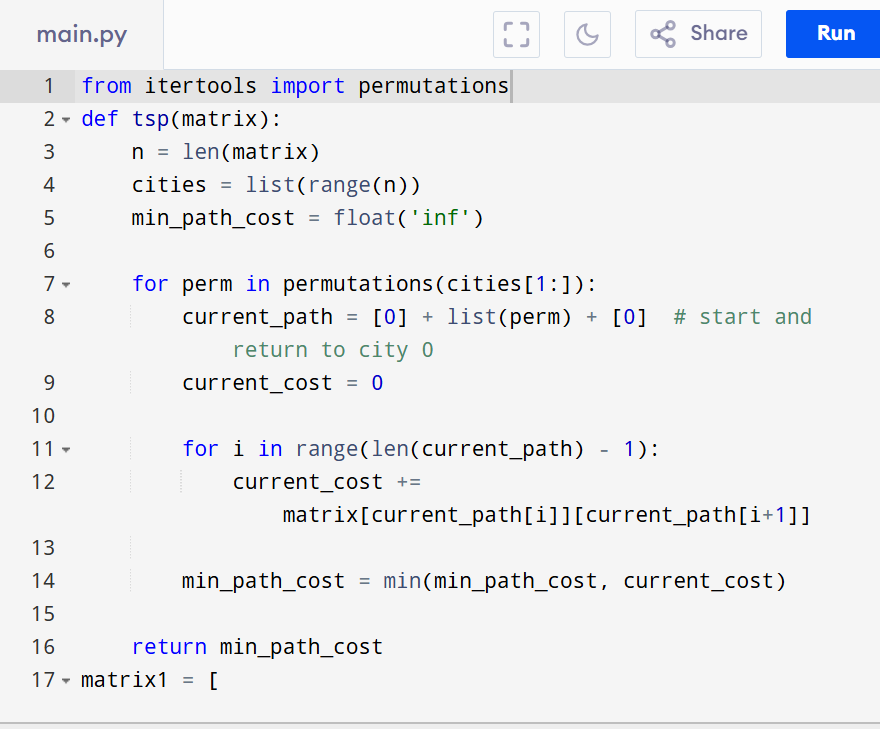 main.py
Share
Run
1 from itertools import permutations
2 def tsp(matrix):
3     n = len(matrix)
4     cities = list(range(n))
5     min_path_cost = float('inf')
6
7     for perm in permutations(cities[1:]):
8         current_path = [0] + list(perm) + [0]  # start and
            return to city 0
9         current_cost = 0
10
11         for i in range(len(current_path) - 1):
12             current_cost +=
                matrix[current_path[i]][current_path[i+1]]
13
14         min_path_cost = min(min_path_cost, current_cost)
15
16     return min_path_cost
17 matrix1 = [